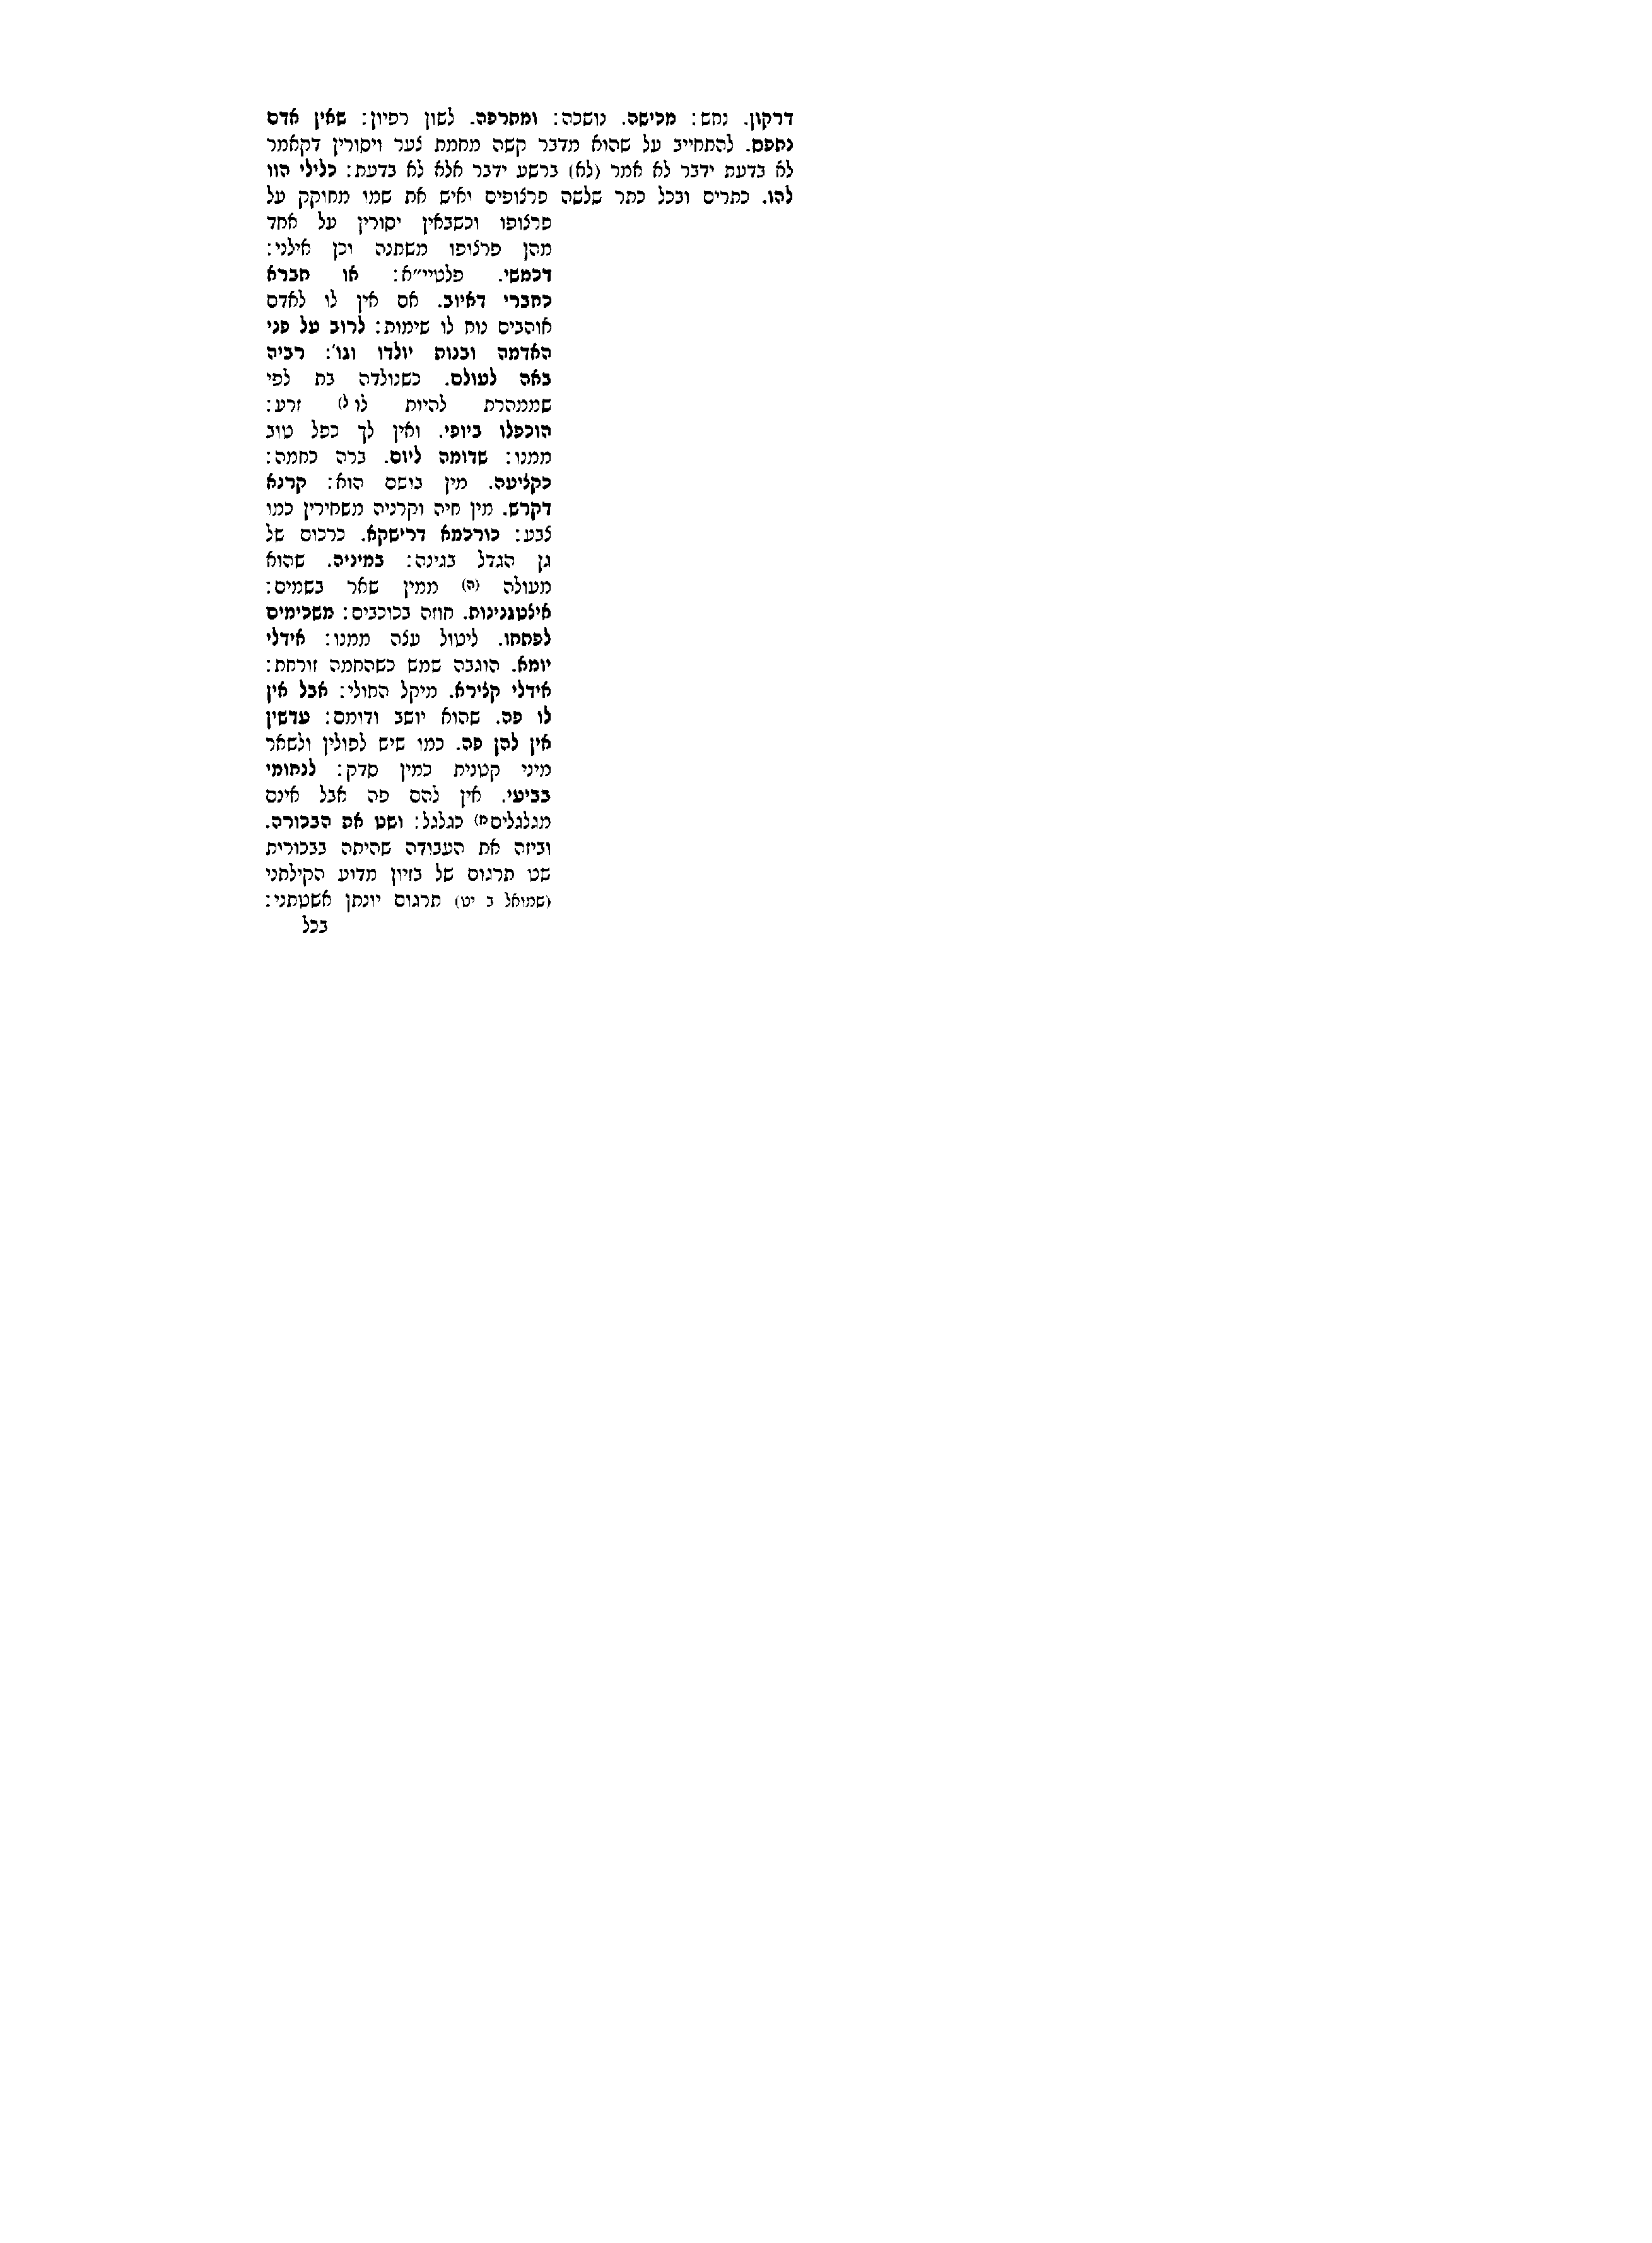 דרקון. נחש: מכישה. נושכה: ומתרפה. לשון רפיון: שאין אדם
נתפס. להתחייב על שהוא מדבר קשה מחמת צער ויסורין דקאמר
לא בדעת ידבר לא אמר (לא) ברשע ידבר אלא לא בדעת: כלילי הוו
להו. כתרים ובכל כתר שלשה פרצופים ואיש את שמו מחוקק על
פרצופו וכשבאין יסורין על אחד
מהן פרצופו משתנה וכן אילני:
דכמשי. פלטיי״א: או חברא
כחברי דאיוב. אם אין לו לאדם
אוהבים נוח לו שימות: לרוב על פני
האדמה ובנות יולדו וגו': רביה
באה לעולם. כשנולדה בת לפי
שממהרת להיות לו ל) זרע:
הוכפלו ביופי. ואין לך כפל טוב
ממנו: שדומה ליום. ברה כחמה:
כקציעה. מין בושם הוא: קרנא
דקרש. מין חיה וקרניה משחירין כמו
צבע: כורכמא דרישקא. כרכום של
גן הגדל בגינה: במיניה. שהוא
מעולה (ה) ממין שאר בשמים:
איצטגנינות. חוזה בכוכבים: משכימים
לפתחו. ליטול עצה ממנו: אידלי
יומא. הוגבה שמש כשהחמה זורחת:
אידלי קצירא. מיקל החולי: אבל אין
לו פה. שהוא יושב ודומם: עדשין
אין להן פה. כמו שיש לפולין ולשאר
מיני קטנית כמין סדק: לנחומי
בביעי. אין להם פה אבל אינם
מגלגלים מ) כגלגל: ושט את הבכורה.
וביזה את העבודה שהיתה בבכורות
שט תרגום של בזיון מדוע הקילתני
(שמואל ב יט) תרגום יונתן אשטתני:
בכל